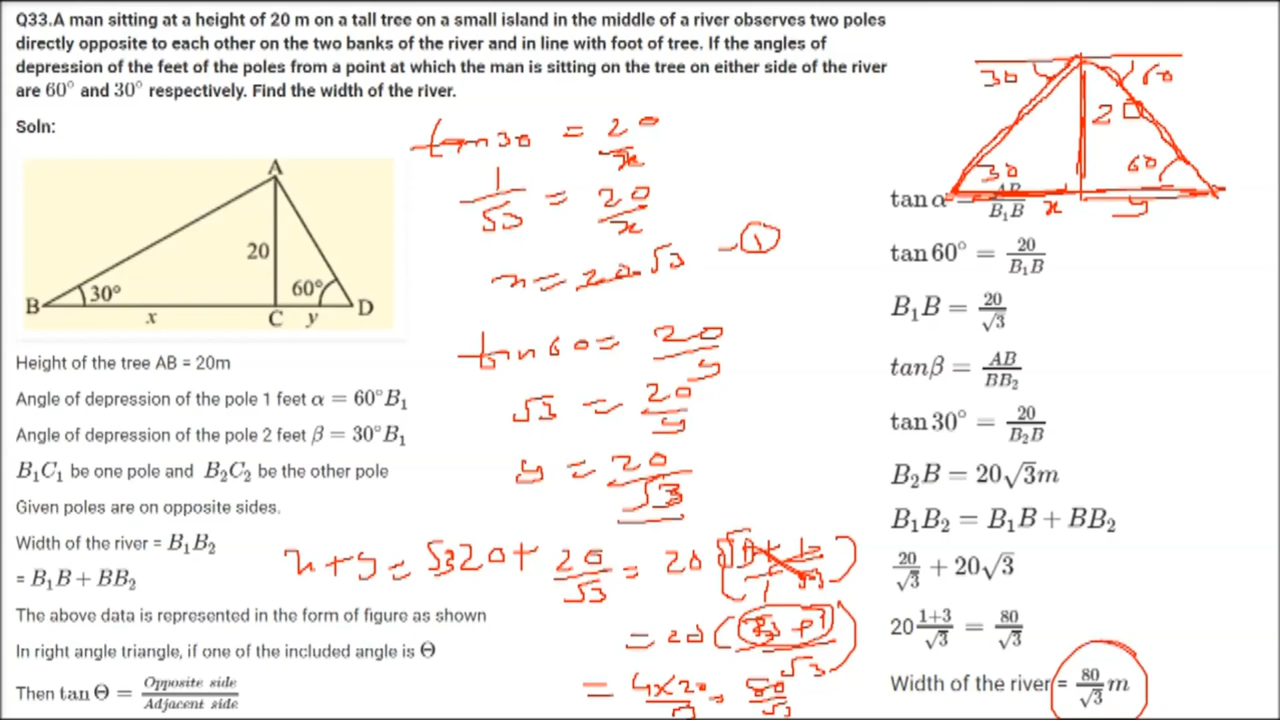 Q33.A man sitting at a height of 20 m on a tall tree on a small island in the middle of a river observes two poles
directly opposite to each other on the two banks of the river and in line with foot of tree. If the angles of
depression of the feet of the poles from a point at which the man is sitting on the tree on either side of the river
are 60° and 30° respectively. Find the width of the river.
Soln:
A
20
30°
60°
B
x
C
y
D
Height of the tree AB = 20m
Angle of depression of the pole 1 feet α = 60°B₁
Angle of depression of the pole 2 feet β = 30°B₁
B₁C₁ be one pole and B₂C₂ be the other pole
Given poles are on opposite sides.
Width of the river = B₁B₂
= B₁B + BB₂
The above data is represented in the form of figure as shown
In right angle triangle, if one of the included angle is Θ
Then tan Θ = Opposite side / Adjacent side
tan 30 = 20/x
1/√3 = 20/x
x = 20√3 - ①
tan 60 = 20/y
√3 = 20/y
y = 20/√3
x + y = √3 20 + 20/√3 = 20
= 20
√3
= 4×20/√3 = 80/√3
30
60
20
30
60
x
y
tan α = AB/B₁B
tan 60° = 20/B₁B
B₁B = 20/√3
tanβ = AB/BB₂
tan 30° = 20/B₂B
B₂B = 20√3m
B₁B₂ = B₁B + BB₂
20/√3 + 20√3
20 1+3/√3 = 80/√3
Width of the river = 80/√3 m